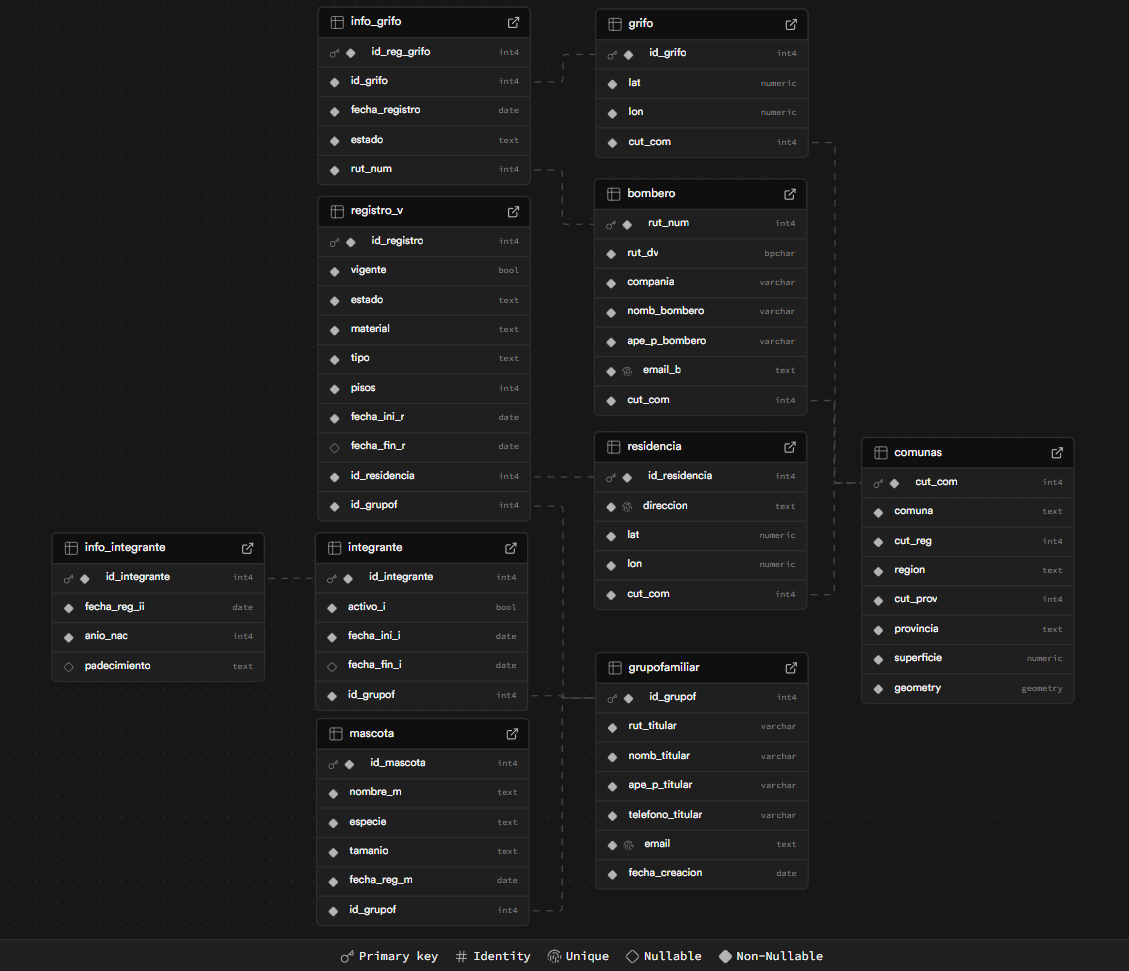 info_grifo
id_reg_grifo int4
id_grifo int4
fecha_registro date
estado text
rut_num int4
grifo
id_grifo int4
lat numeric
lon numeric
cut_com int4
registro_v
id_registro int4
vigente bool
estado text
material text
tipo text
pisos int4
fecha_ini_r date
fecha_fin_r date
id_residencia int4
id_grupof int4
bombero
rut_num int4
rut_dv bpchar
compania varchar
nomb_bombero varchar
ape_p_bombero varchar
email_b text
cut_com int4
residencia
id_residencia int4
direccion text
lat numeric
lon numeric
cut_com int4
comunas
cut_com int4
comuna text
cut_reg int4
region text
cut_prov int4
provincia text
superficie numeric
geometry geometry
info_integrante
id_integrante int4
fecha_reg_ii date
anio_nac int4
padecimiento text
integrante
id_integrante int4
activo_i bool
fecha_ini_i date
fecha_fin_i date
id_grupof int4
mascota
id_mascota int4
nombre_m text
especie text
tamanio text
fecha_reg_m date
id_grupof int4
grupofamiliar
id_grupof int4
rut_titular varchar
nomb_titular varchar
ape_p_titular varchar
telefono_titular varchar
email text
fecha_creacion date
Primary key # Identity Unique Nullable Non-Nullable